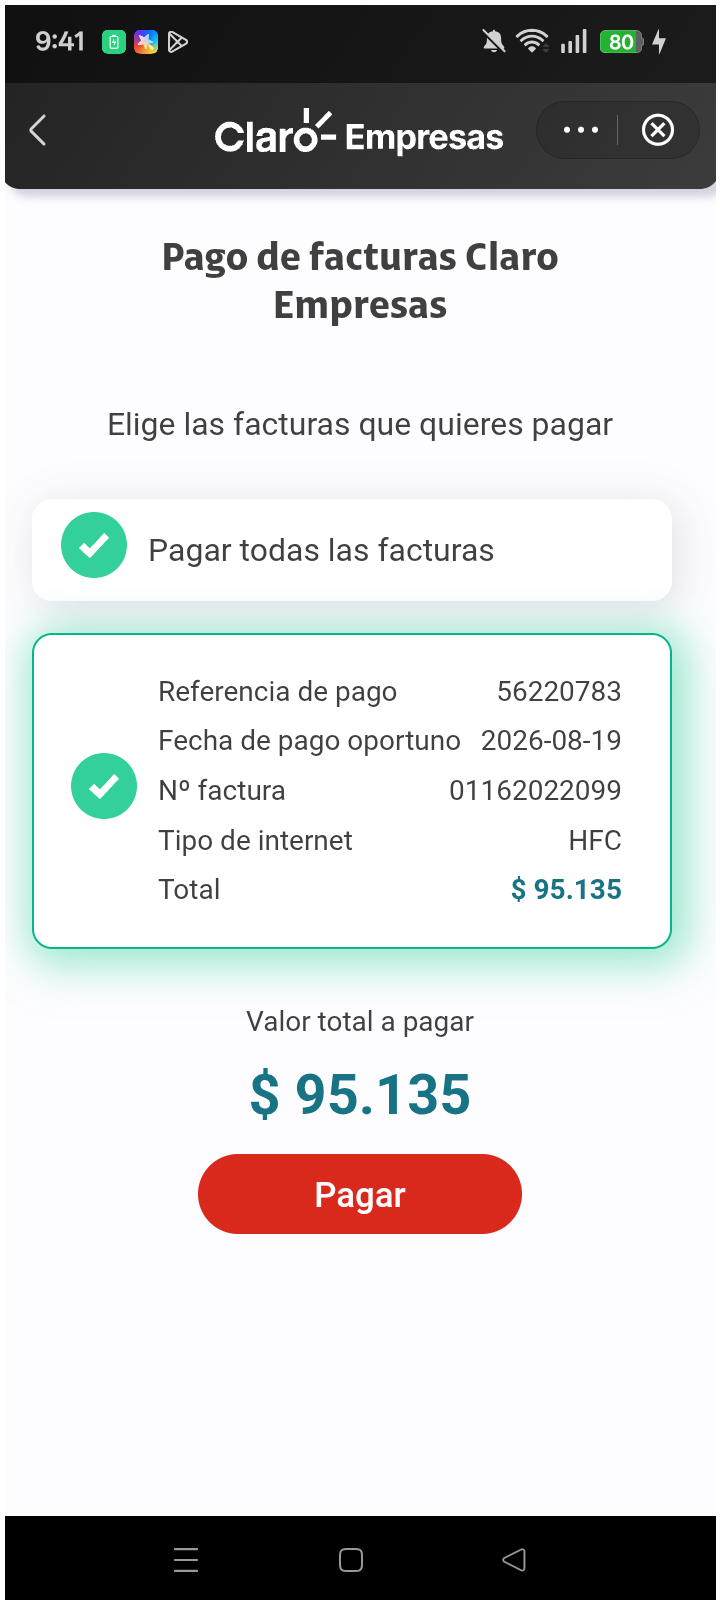 9:41
80
Claro Empresas
Pago de facturas Claro
Empresas
Elige las facturas que quieres pagar
Pagar todas las facturas
Referencia de pago 56220783
Fecha de pago oportuno 2026-08-19
Nº factura 01162022099
Tipo de internet HFC
Total $ 95.135
Valor total a pagar
$ 95.135
Pagar